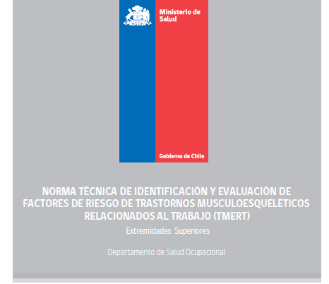 Ministerio de
Salud
Gobierno de Chile
NORMA TÉCNICA DE IDENTIFICACIÓN Y EVALUACIÓN DE
FACTORES DE RIESGO DE TRASTORNOS MUSCULOESQUELÉTICOS
RELACIONADOS AL TRABAJO (TMERT)
Extremidades Superiores
Departamento de Salud Ocupacional